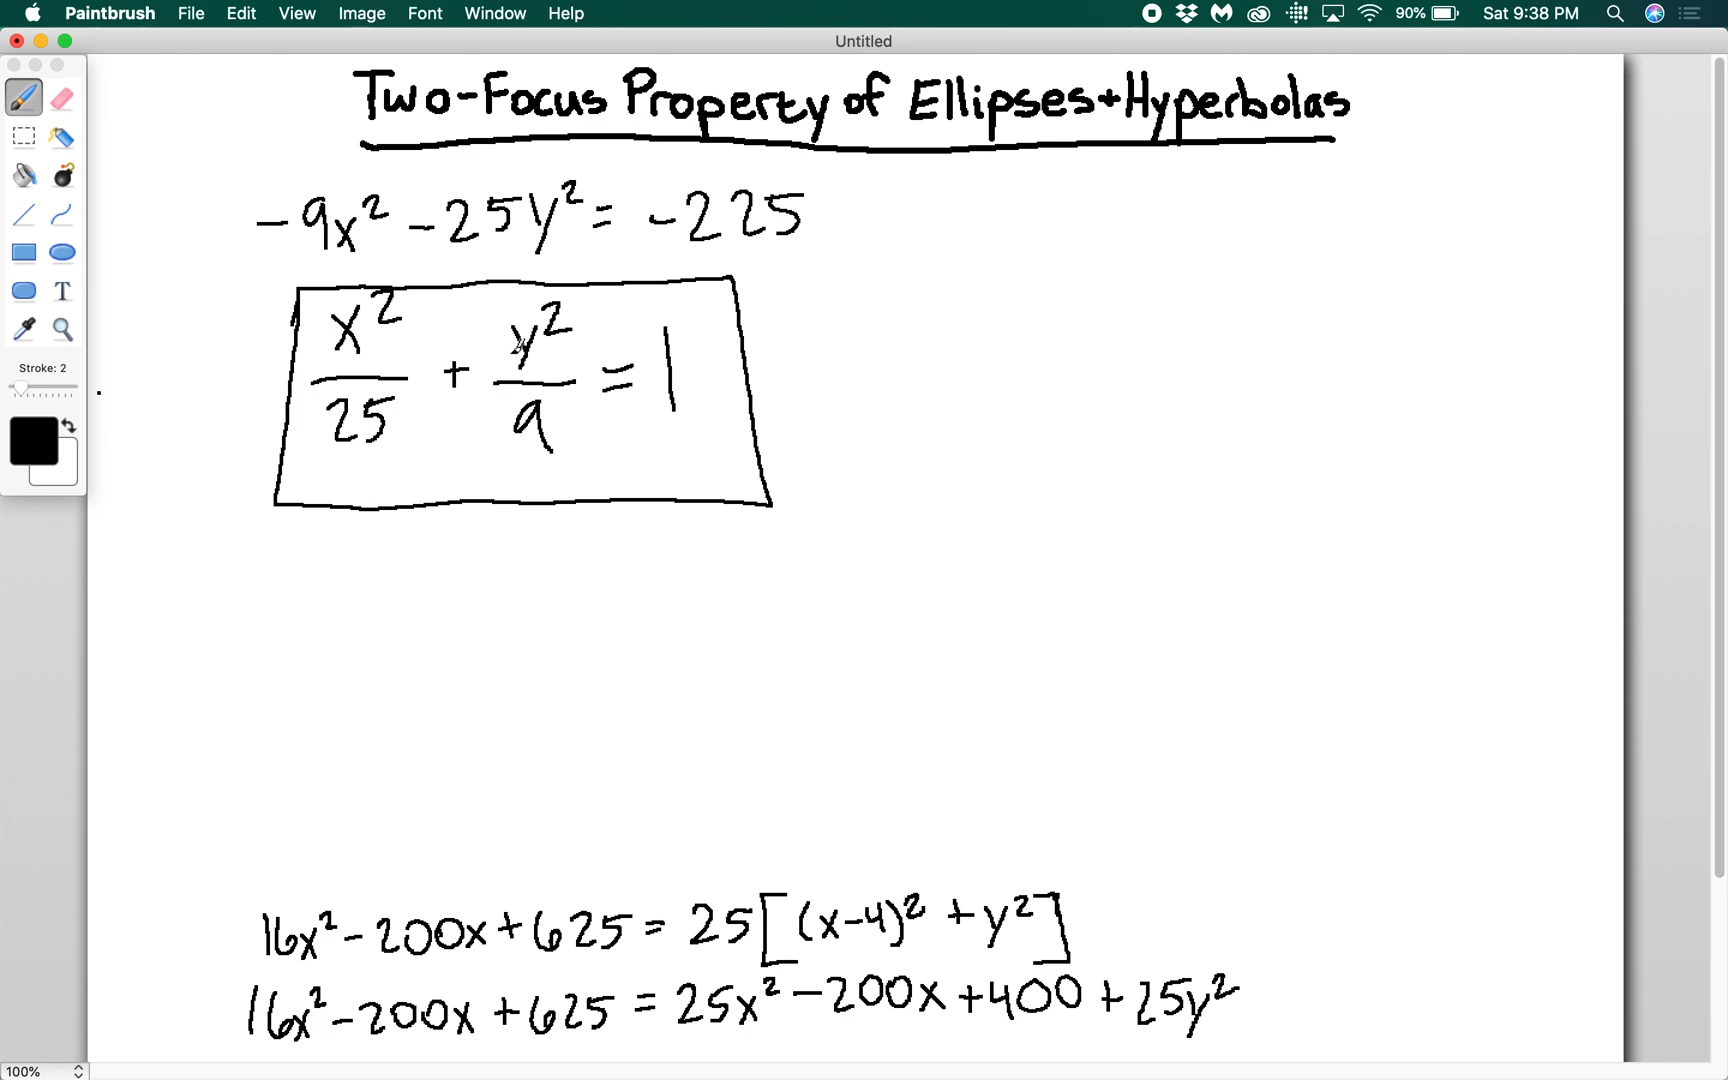 Paintbrush File Edit View Image Font Window Help 90% Sat 9:38 PM
Untitled
Two-Focus Property of Ellipses+Hyperbolas
-9x² -25y² = -225
x²/25 + y²/9 = 1
T
Stroke: 2
16x² - 200x + 625 = 25[(x-4)² + y²]
16x² - 200x + 625 = 25x² - 200x + 400 + 25y²
100%